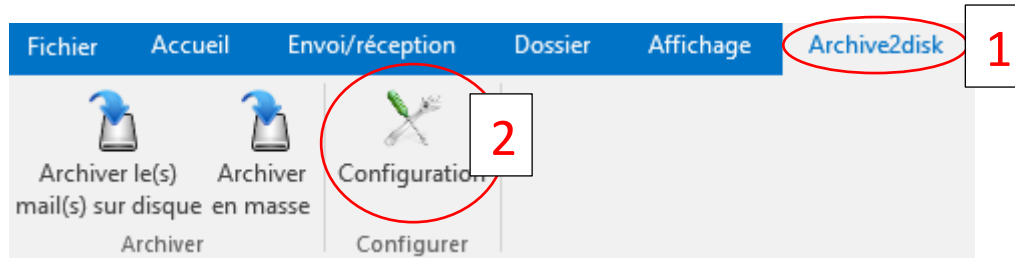 Fichier Accueil Envoi/réception Dossier Affichage Archive2disk 1
2
Archiver le(s) Archiver Configuration
mail(s) sur disque en masse
Archiver Configurer